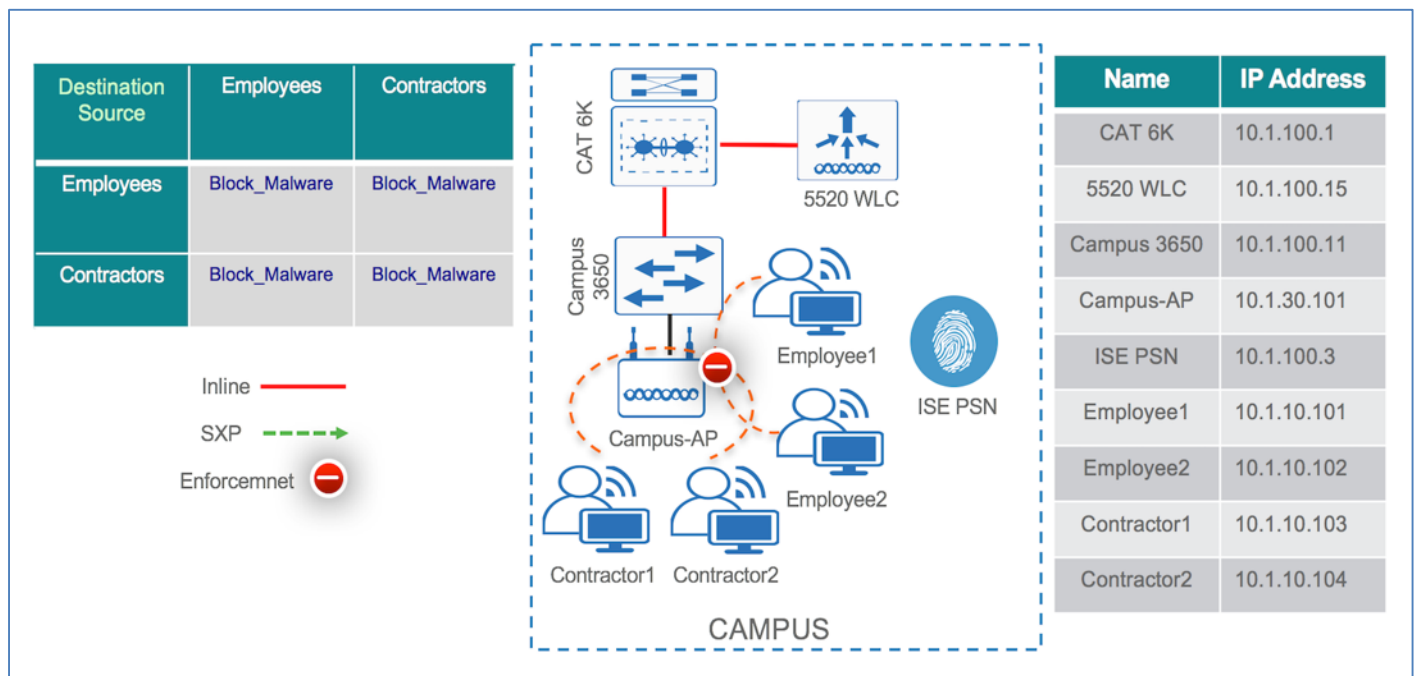 Destination
Source
Employees
Contractors
Employees
Block_Malware
Block_Malware
Contractors
Block_Malware
Block_Malware
Inline
SXP
Enforcemnet
CAT 6K
5520 WLC
Campus
3650
Employee1
Campus-AP
Employee2
Contractor1
Contractor2
ISE PSN
CAMPUS
Name
IP Address
CAT 6K
10.1.100.1
5520 WLC
10.1.100.15
Campus 3650
10.1.100.11
Campus-AP
10.1.30.101
ISE PSN
10.1.100.3
Employee1
10.1.10.101
Employee2
10.1.10.102
Contractor1
10.1.10.103
Contractor2
10.1.10.104